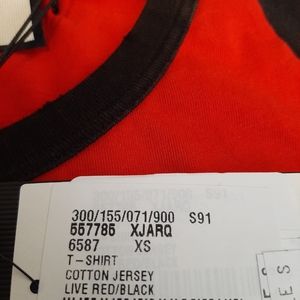 300/155/071/900 S91
557785 XJARQ
6587 XS
T-SHIRT
COTTON JERSEY
LIVE RED/BLACK